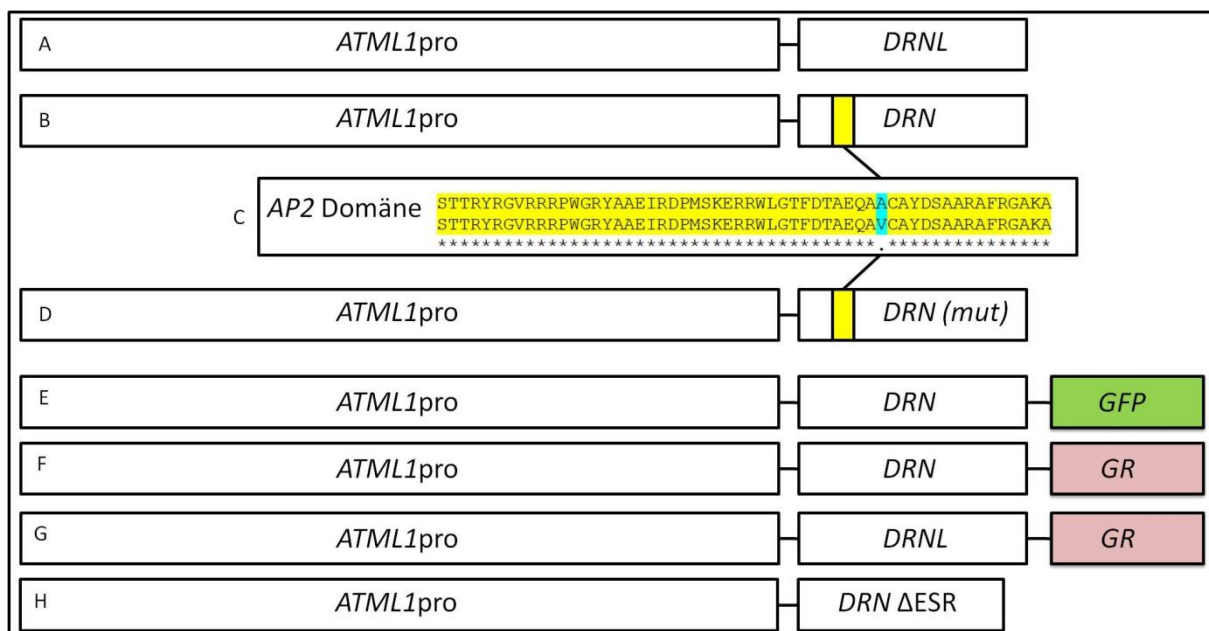 A ATML1pro DRNL
B ATML1pro DRN
C AP2 Domäne STTRYRGVRRRPWGRYAAEIRDPMSKERRWLGTFDTAEQAACAYDSAARAFRGAKA
STTRYRGVRRRPWGRYAAEIRDPMSKERRWLGTFDTAEQAVCAYDSAARAFRGAKA
****************************************.***************
D ATML1pro DRN (mut)
E ATML1pro DRN GFP
F ATML1pro DRN GR
G ATML1pro DRNL GR
H ATML1pro DRN ΔESR